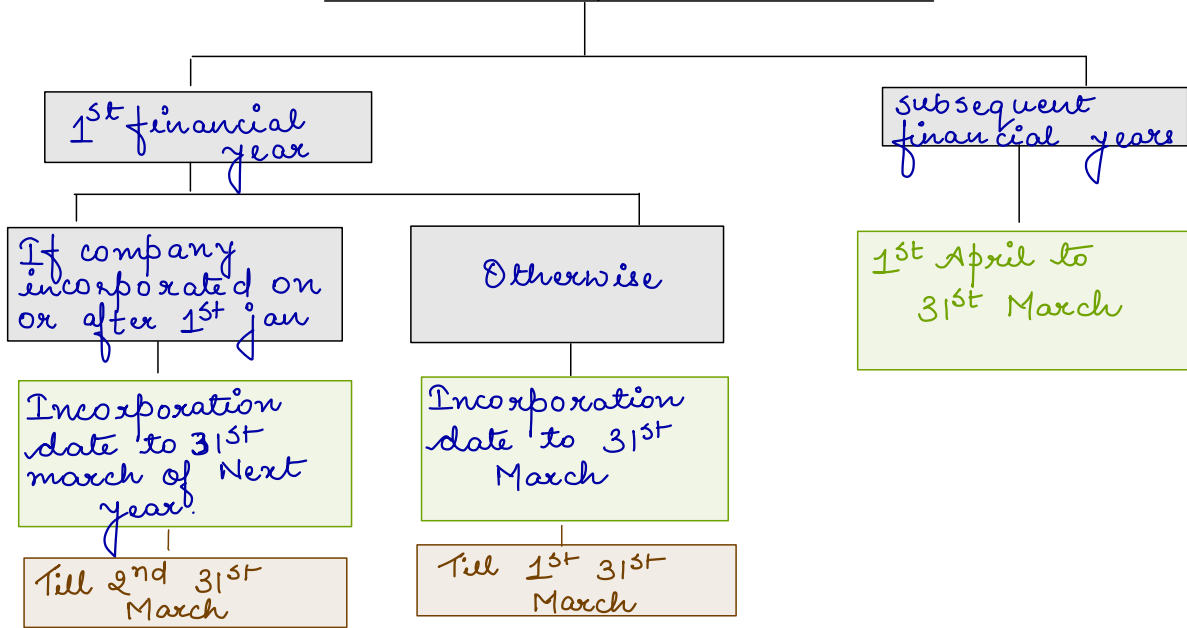 1st financial
year
subsequent
financial years
If company
incorporated on
or after 1st jan
Otherwise
1st April to
31st March
Incorporation
date to 31st
march of Next
year.
Incorporation
date to 31st
March
Till 2nd 31st
March
Till 1st 31st
March